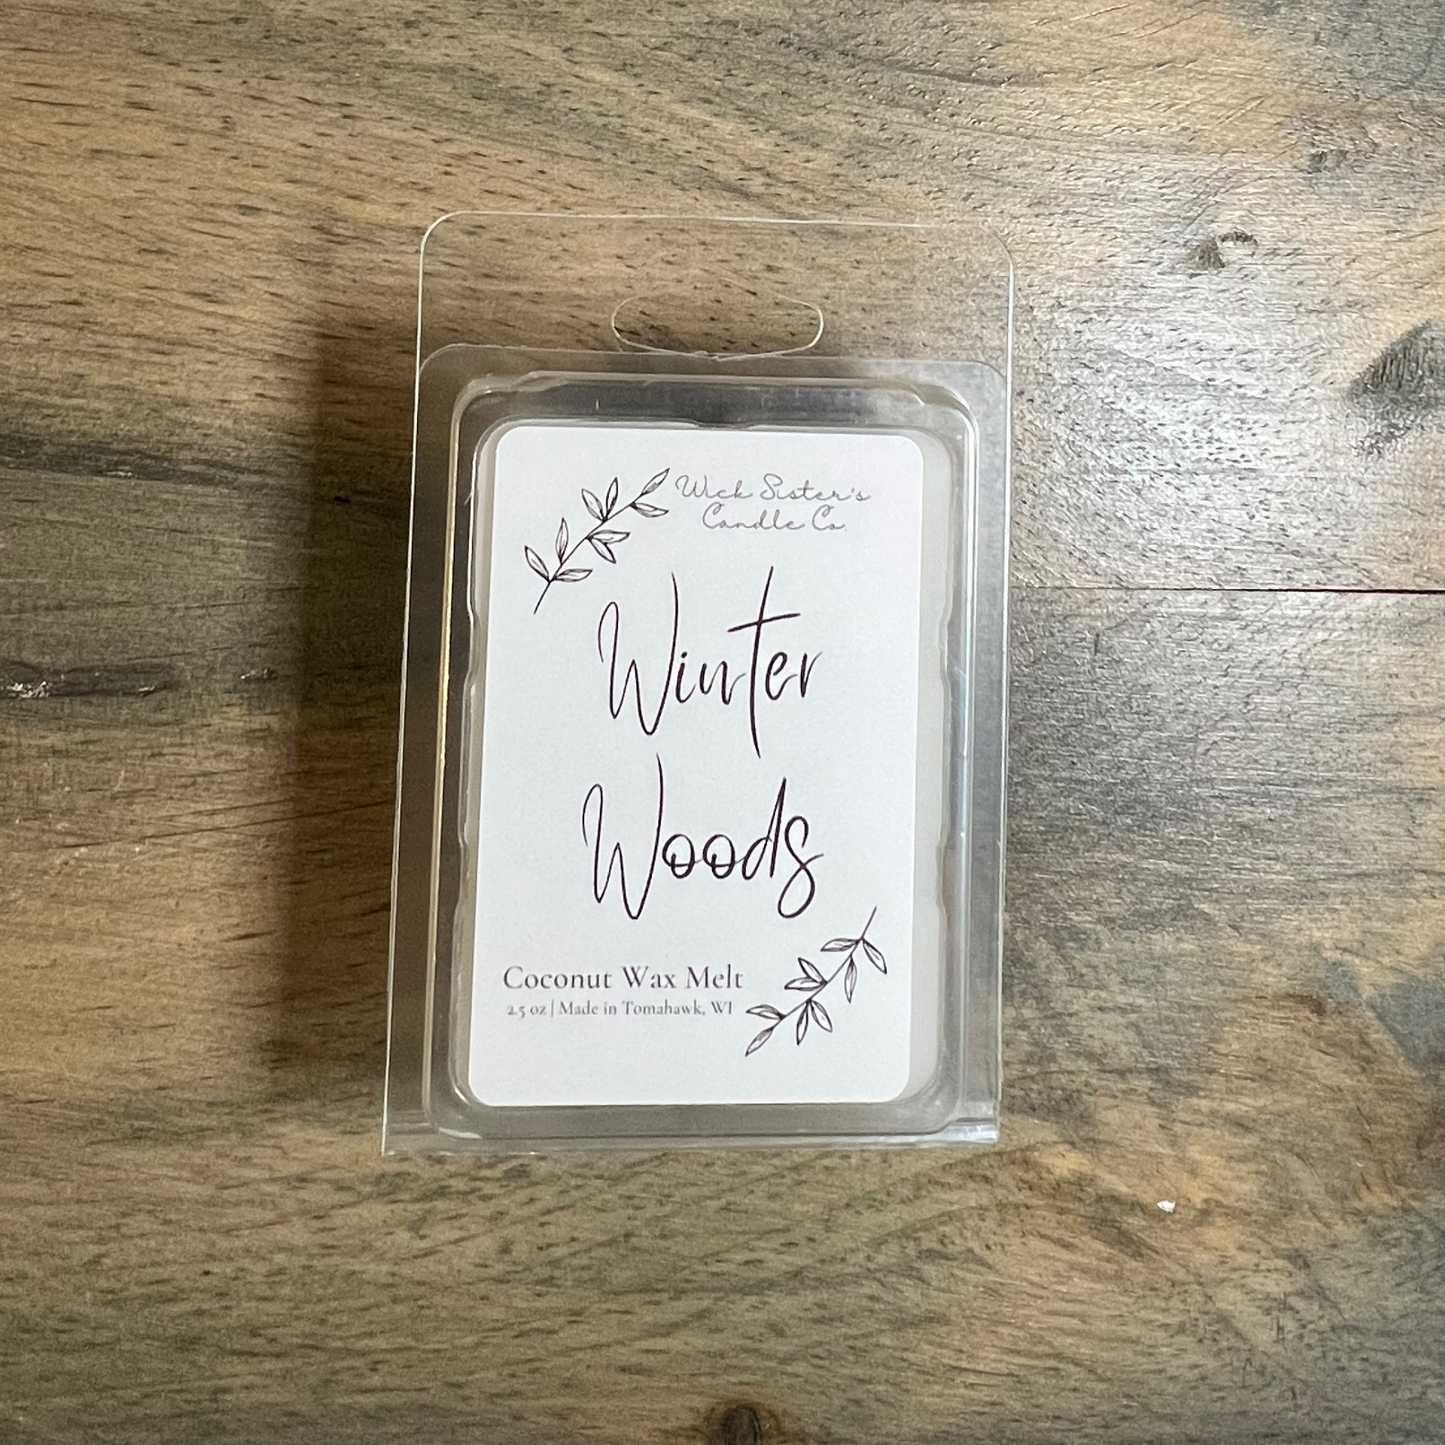 Wick Sister's
Candle Co.
Winter
Woods
Coconut Wax Melt
2.5 oz | Made in Tomahawk, WI